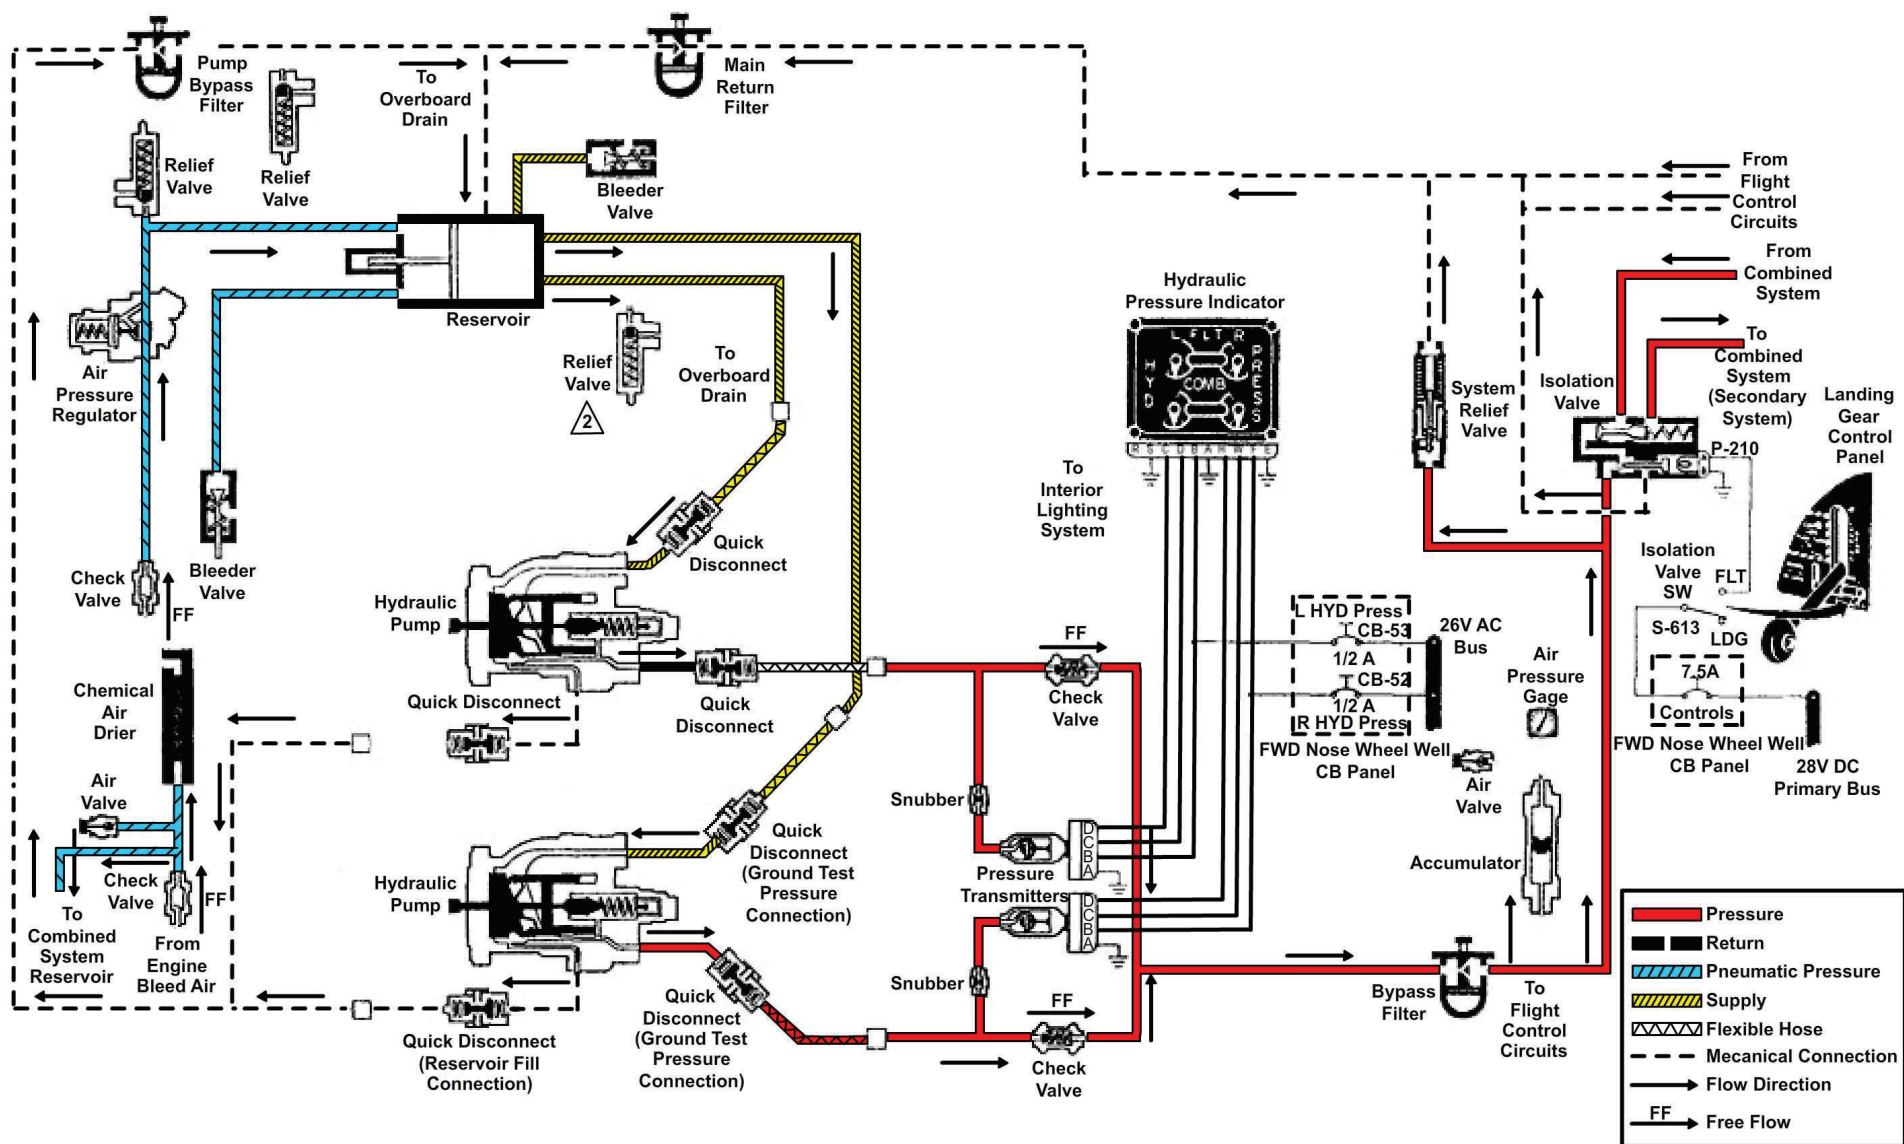 Pump
Bypass
Filter
To
Overboard
Drain
Main
Return
Filter
Relief
Valve
Relief
Valve
Bleeder
Valve
From
Flight
Control
Circuits
From
Combined
System
To
Combined
System
(Secondary
System)
Reservoir
Air
Pressure
Regulator
Relief
Valve
2
To
Overboard
Drain
Hydraulic
Pressure Indicator
L FLT R
HYD
COMB
PRESS
R S C D B A H W F E
To
Interior
Lighting
System
System
Relief
Valve
Isolation
Valve
P-210
Landing
Gear
Control
Panel
Check
Valve
FF
Bleeder
Valve
Quick
Disconnect
Hydraulic
Pump
Quick Disconnect
Quick
Disconnect
FF
Check
Valve
L HYD Press
CB-53
1/2 A
CB-52
1/2 A
R HYD Press
26V AC
Bus
FWD Nose Wheel Well
CB Panel
Isolation
Valve
SW
FLT
S-613
LDG
7.5A
Controls
FWD Nose Wheel Well
CB Panel
28V DC
Primary Bus
Air
Pressure
Gage
Air
Valve
Accumulator
Chemical
Air
Drier
Air
Valve
Check
Valve
FF
To
Combined
System
Reservoir
From
Engine
Bleed Air
Hydraulic
Pump
Quick
Disconnect
(Ground Test
Pressure
Connection)
Snubber
Pressure
Transmitters
D
C
B
A
D
C
B
A
Snubber
FF
Check
Valve
Quick
Disconnect
(Ground Test
Pressure
Connection)
Quick Disconnect
(Reservoir Fill
Connection)
Bypass
Filter
To
Flight
Control
Circuits
Pressure
Return
Pneumatic Pressure
Supply
Flexible Hose
Mecanical Connection
Flow Direction
FF
Free Flow